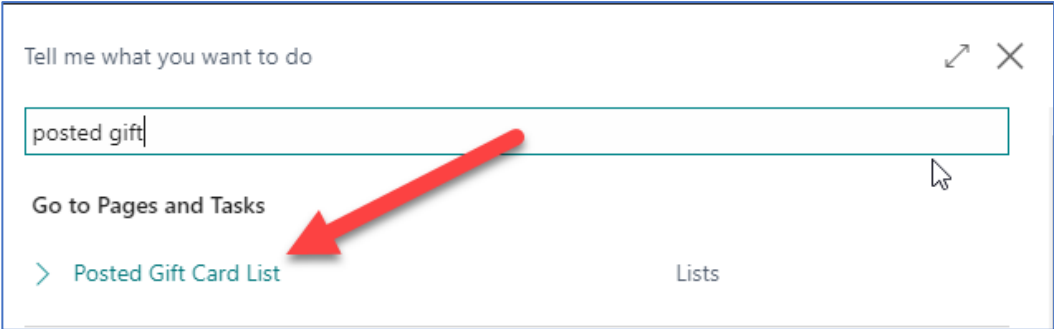 Tell me what you want to do
posted gift
Go to Pages and Tasks
Posted Gift Card List Lists